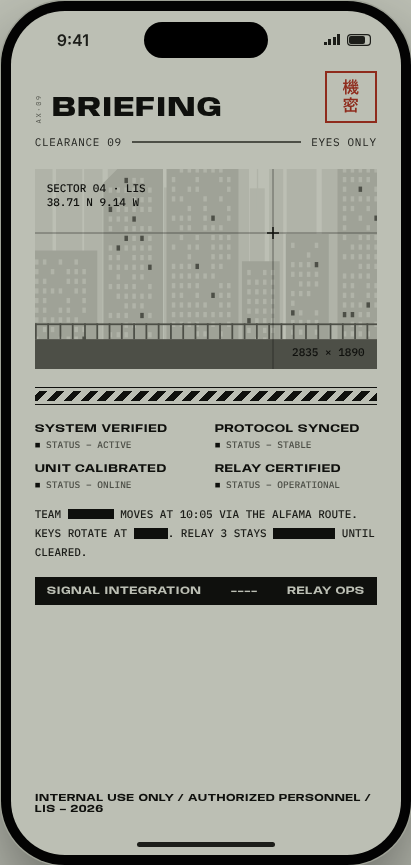 9:41
AX-89
BRIEFING
機密
CLEARANCE 09
EYES ONLY
SECTOR 04 · LIS
38.71 N 9.14 W
2835 × 1890
SYSTEM VERIFIED
■ STATUS — ACTIVE
PROTOCOL SYNCED
■ STATUS — STABLE
UNIT CALIBRATED
■ STATUS — ONLINE
RELAY CERTIFIED
■ STATUS — OPERATIONAL
TEAM MOVES AT 10:05 VIA THE ALFAMA ROUTE.
KEYS ROTATE AT . RELAY 3 STAYS UNTIL
CLEARED.
SIGNAL INTEGRATION ---- RELAY OPS
INTERNAL USE ONLY / AUTHORIZED PERSONNEL /
LIS — 2026